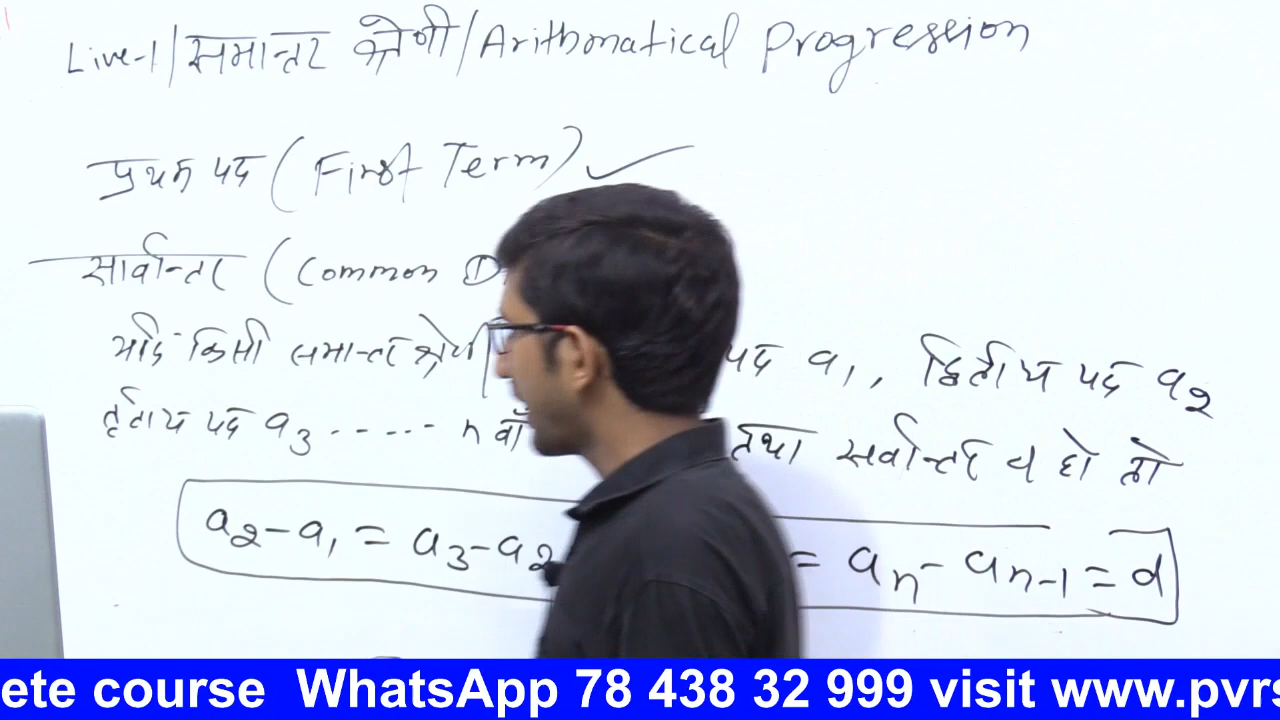 Live-1/समान्तर श्रेणी/Arithmatical Progression
प्रथम पद (First Term) ✓
सार्वान्तर (Common D
यदि किसी समान्तर श्रेणी पद a₁, द्वितीय पद a₂
तृतीय पद a₃ ...... n वाँ तथा सर्वान्तर d हो तो
a₂-a₁ = a₃-a₂ = aₙ - aₙ₋₁ = d
ete course WhatsApp 78 438 32 999 visit www.pvrs